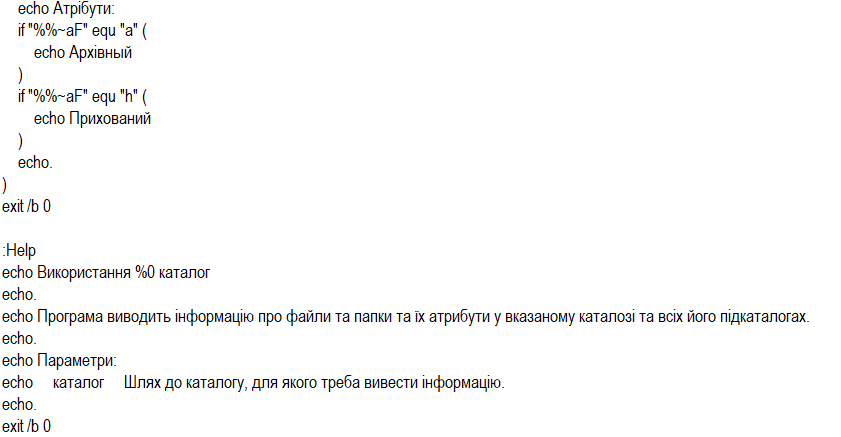 echo Атрібути:
if "%%~aF" equ "a" (
echo Архівный
)
if "%%~aF" equ "h" (
echo Прихований
)
echo.
)
exit /b 0
:Help
echo Використання %0 каталог
echo.
echo Програма виводить інформацію про файли та папки та їх атрибути у вказаному каталозі та всіх його підкаталогах.
echo.
echo Параметри:
echo каталог Шлях до каталогу, для якого треба вивести інформацію.
echo.
exit /b 0